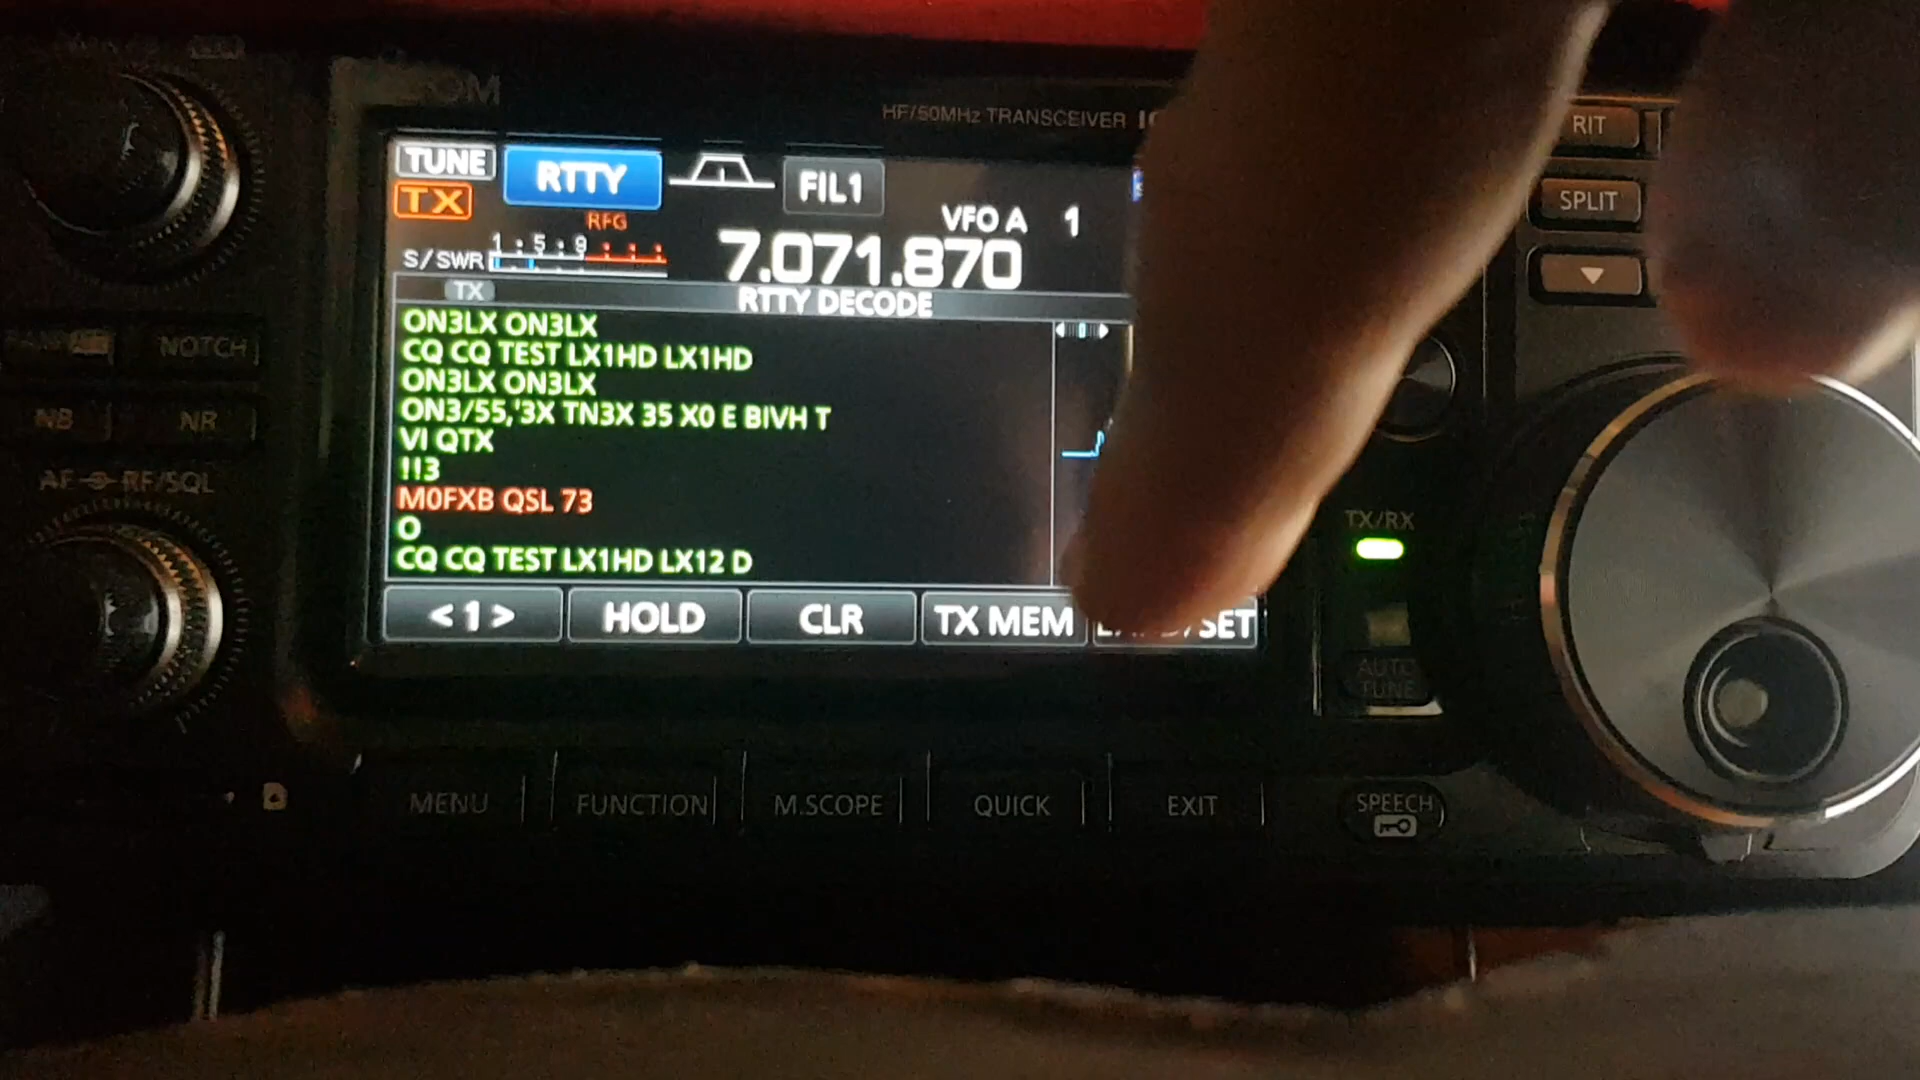 HF/50MHz TRANSCEIVER
TUNE RTTY FIL1
TX
RFG
VFO A 1
1 5 9
S/SWR
7.071.870
TX
RTTY DECODE
ON3LX ON3LX
CQ CQ TEST LX1HD LX1HD
ON3LX ON3LX
ON3/55,'3X TN3X 35 X0 E BIVH T
VI QTX
!!3
M0FXB QSL 73
O
CQ CQ TEST LX1HD LX12 D
<1> HOLD CLR TX MEM SET
NOTCH
NB NR
AF RF/SQL
RIT
SPLIT
TX/RX
AUTO
TUNE
MENU FUNCTION M.SCOPE QUICK EXIT
SPEECH